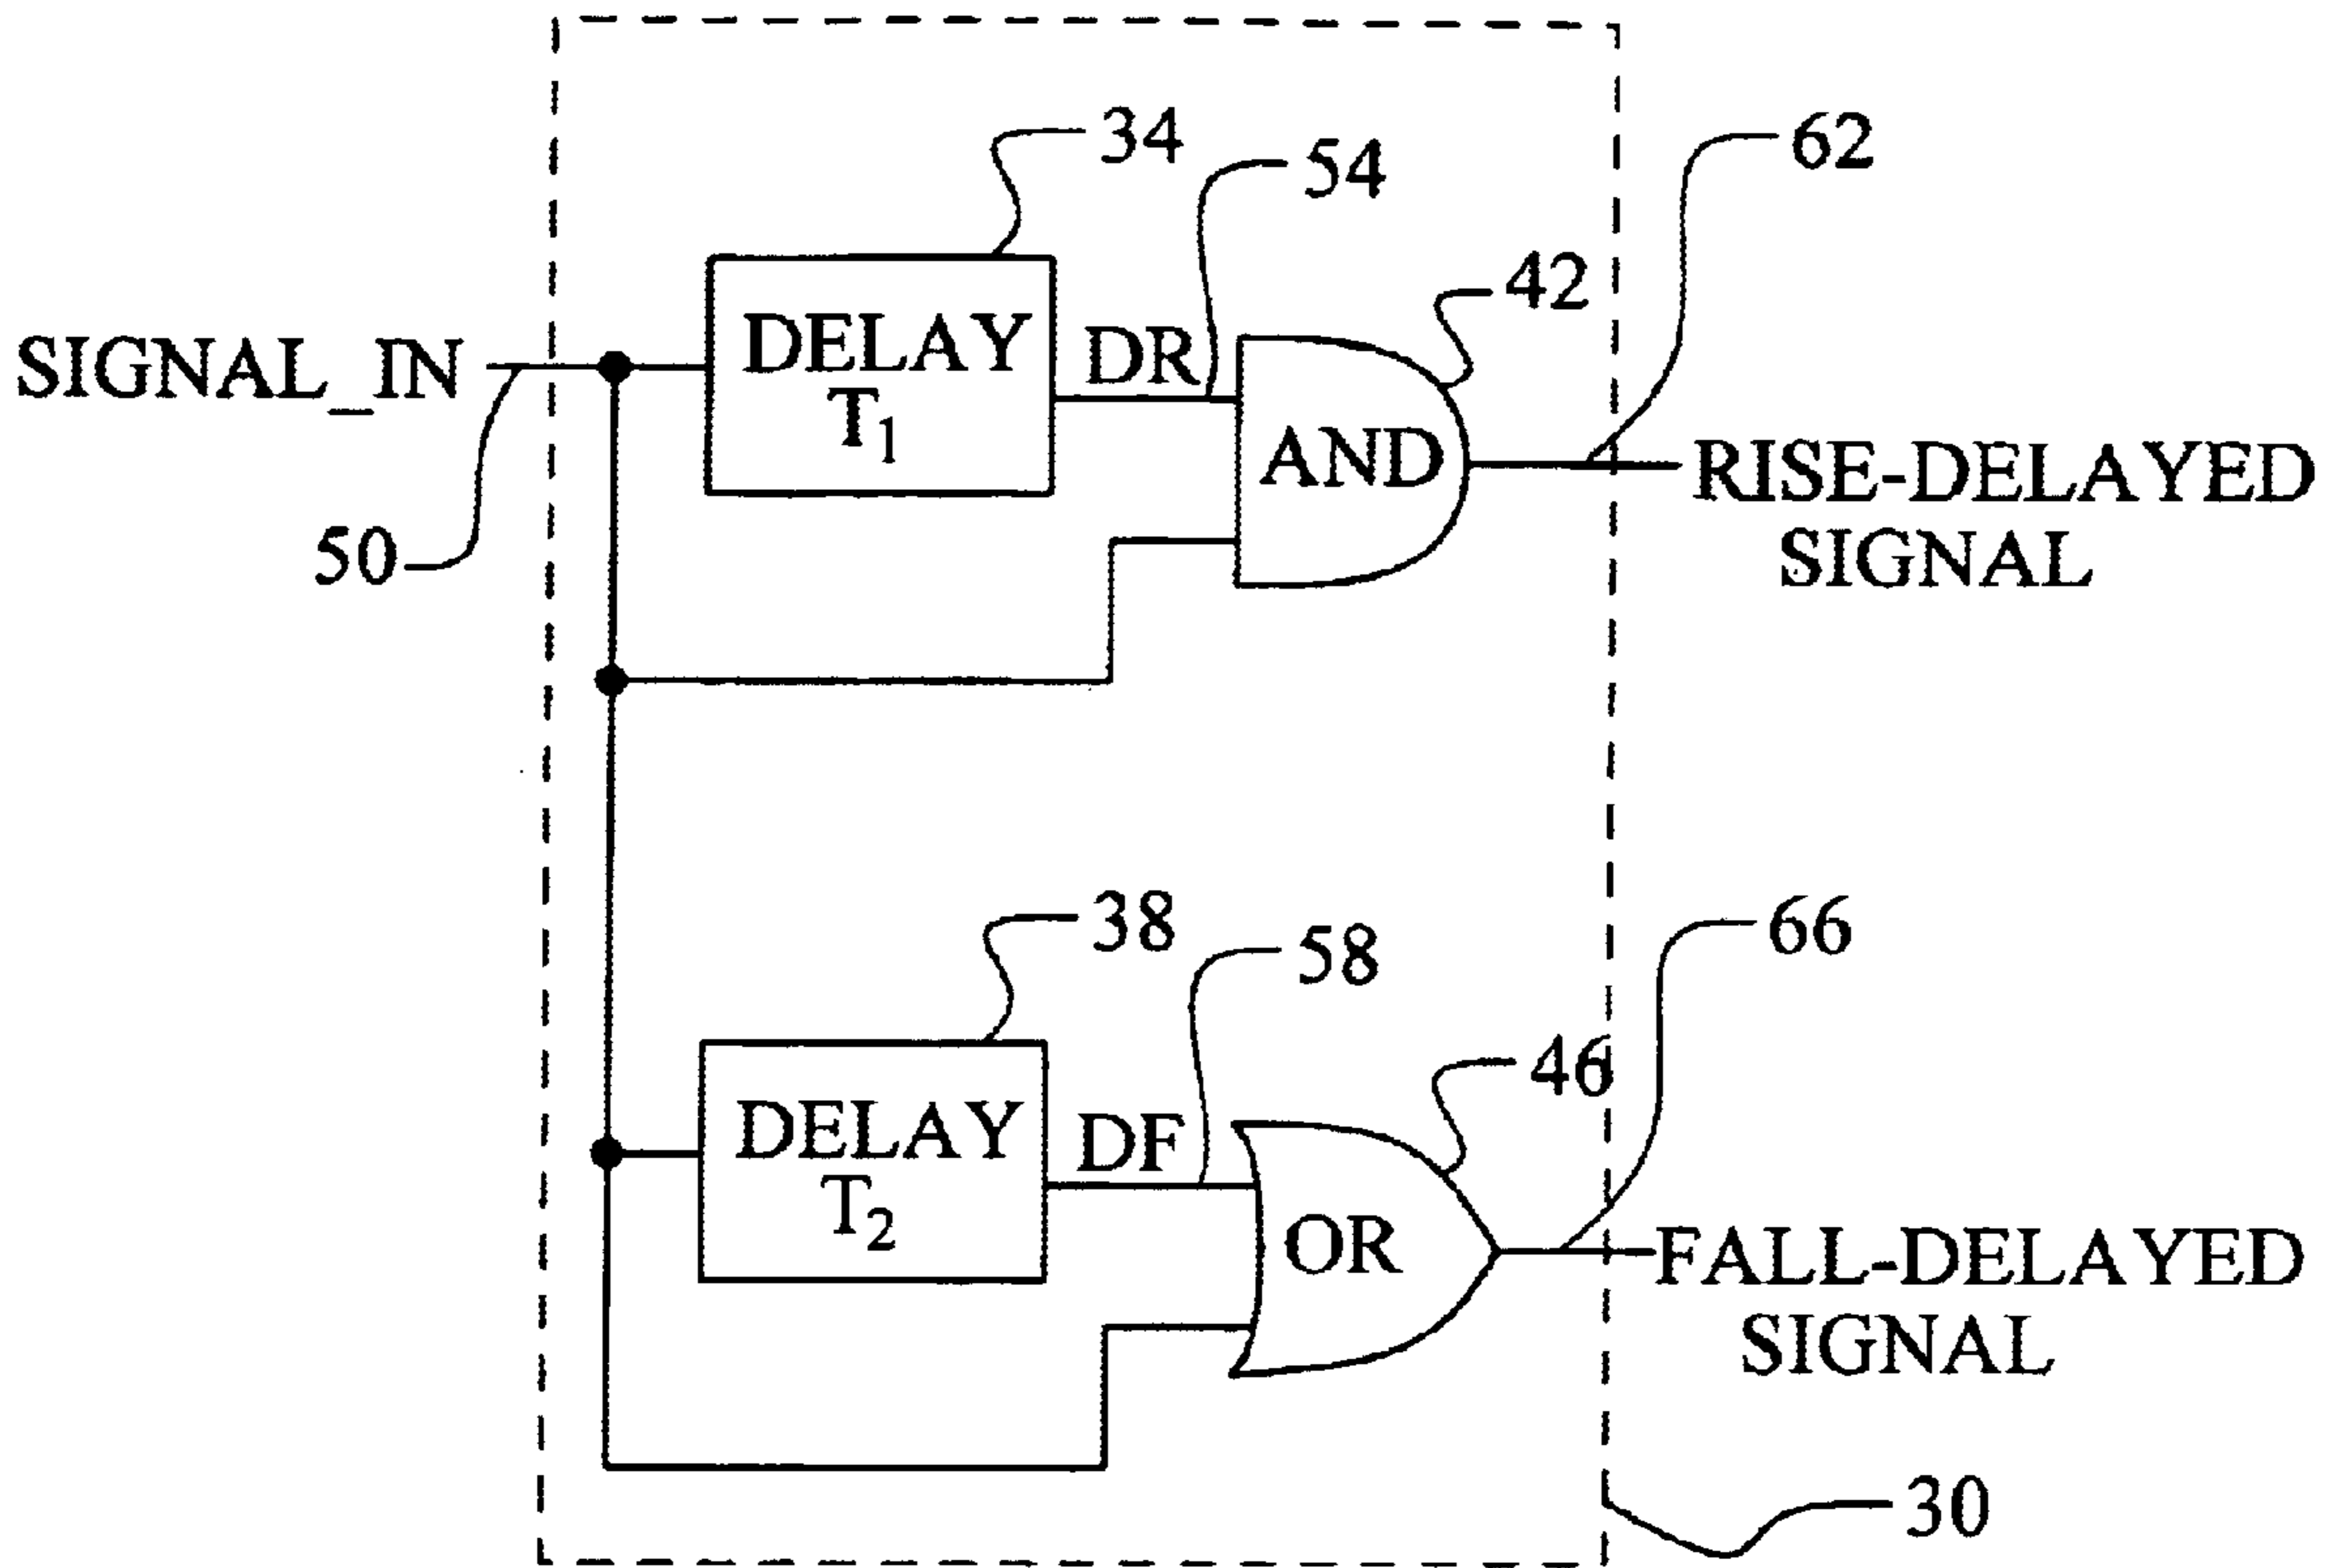 34
54
62
42
SIGNAL_IN
DELAY
T1
DR
AND
RISE-DELAYED
SIGNAL
50
38
58
66
46
DELAY
T2
DF
OR
FALL-DELAYED
SIGNAL
30